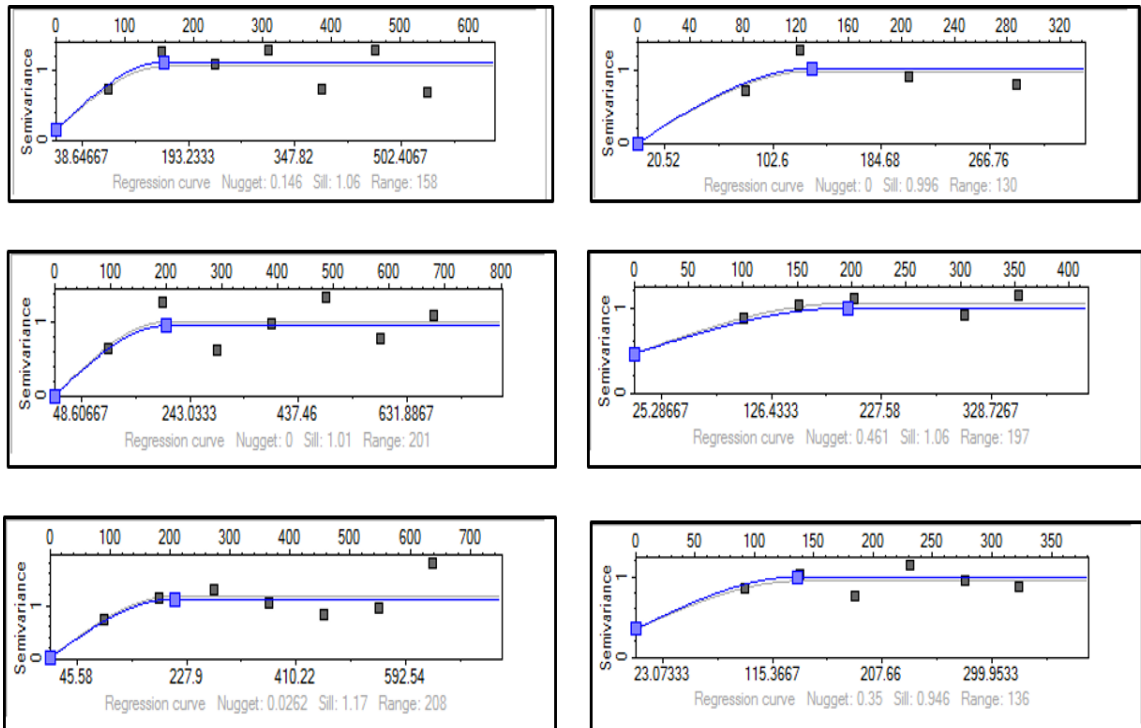 0 100 200 300 400 500 600
Semivariance
1
0
38.64667 193.2333 347.82 502.4067
Regression curve Nugget: 0.146 Sill: 1.06 Range: 158
0 40 80 120 160 200 240 280 320
Semivariance
1
0
20.52 102.6 184.68 266.76
Regression curve Nugget: 0 Sill: 0.996 Range: 130
0 100 200 300 400 500 600 700 800
Semivariance
1
0
48.60667 243.0333 437.46 631.8867
Regression curve Nugget: 0 Sill: 1.01 Range: 201
0 50 100 150 200 250 300 350 400
Semivariance
1
0
25.28667 126.4333 227.58 328.7267
Regression curve Nugget: 0.461 Sill: 1.06 Range: 197
0 100 200 300 400 500 600 700
Semivariance
1
0
45.58 227.9 410.22 592.54
Regression curve Nugget: 0.0262 Sill: 1.17 Range: 208
0 50 100 150 200 250 300 350
Semivariance
1
0
23.07333 115.3667 207.66 299.9533
Regression curve Nugget: 0.35 Sill: 0.946 Range: 136